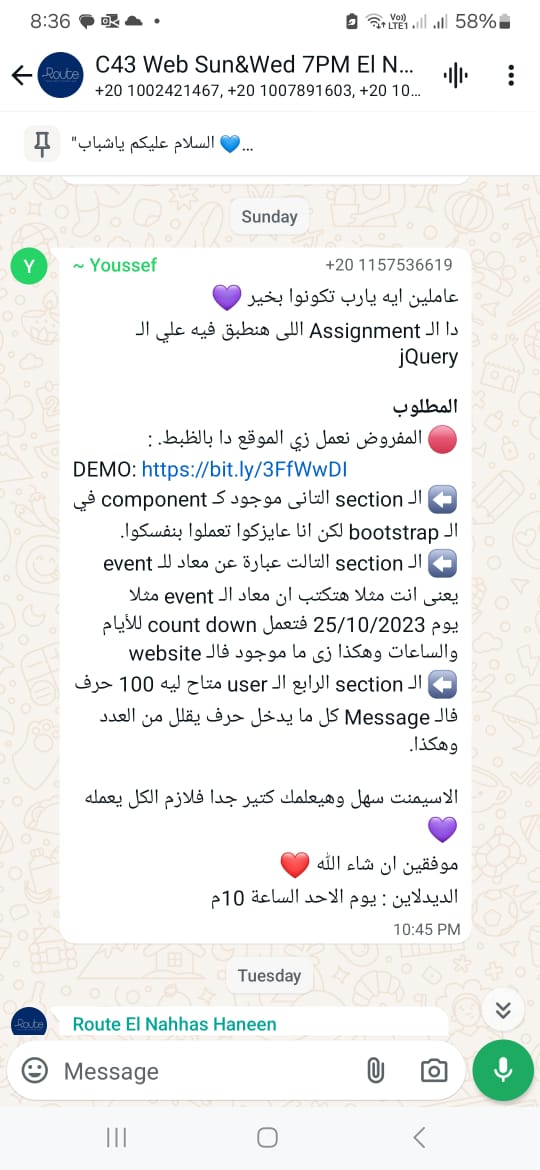 8:36
Vo))
LTE1
58%
Route
C43 Web Sun&Wed 7PM El N...
+20 1002421467, +20 1007891603, +20 10...
"السلام عليكم ياشباب 💙...
Sunday
Y
~ Youssef
+20 1157536619
عاملين ايه يارب تكونوا بخير 💜
دا الـ Assignment اللى هنطبق فيه علي الـ
jQuery
المطلوب
🔴 المفروض نعمل زي الموقع دا بالظبط. :
DEMO: https://bit.ly/3FfWwDI
⬅️ الـ section التانى موجود كـ component في
الـ bootstrap لكن انا عايزكوا تعملوا بنفسكوا.
⬅️ الـ section التالت عبارة عن معاد للـ event
يعنى انت مثلا هتكتب ان معاد الـ event مثلا
يوم 25/10/2023 فتعمل count down للأيام
والساعات وهكذا زى ما موجود فالـ website
⬅️ الـ section الرابع الـ user متاح ليه 100 حرف
فالـ Message كل ما يدخل حرف يقلل من العدد
وهكذا.
الاسيمنت سهل وهيعلمك كتير جدا فلازم الكل يعمله
💜
موفقين ان شاء الله ❤️
الديدلاين : يوم الاحد الساعة 10م
10:45 PM
Tuesday
Route
Route El Nahhas Haneen
Message